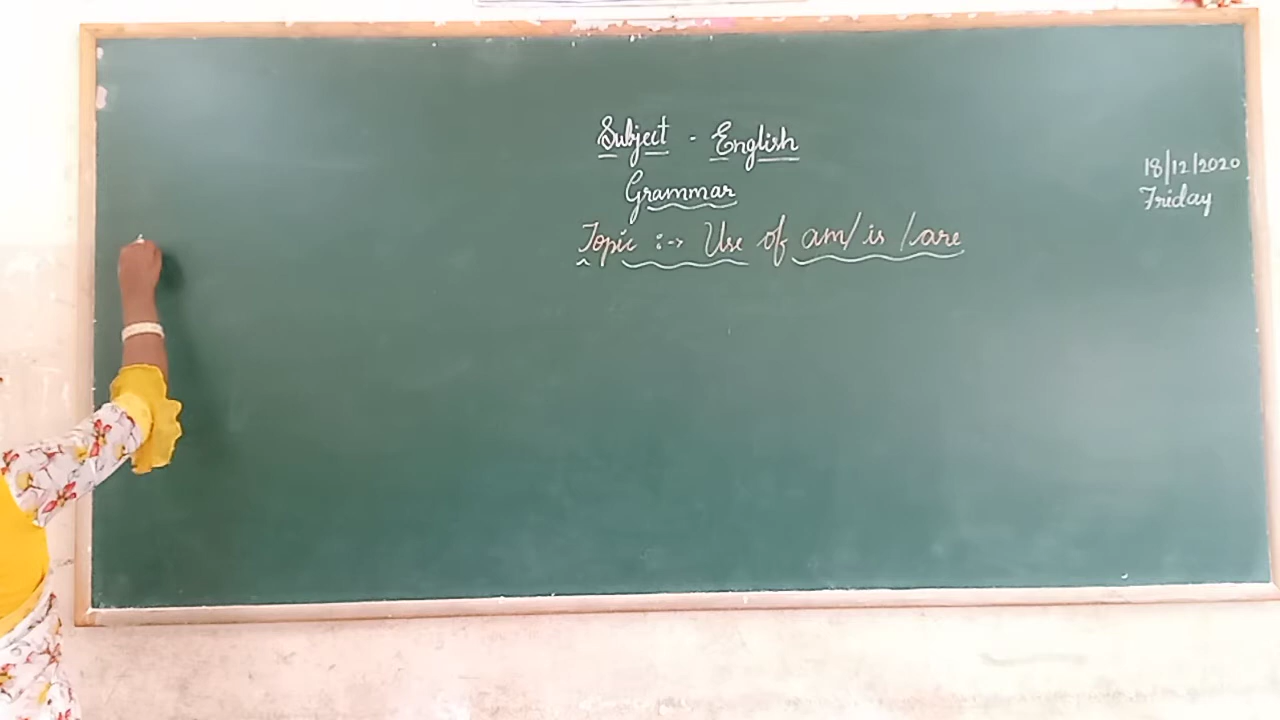 Subject - English
Grammar
Topic :-> Use of am/is/are
18/12/2020
Friday